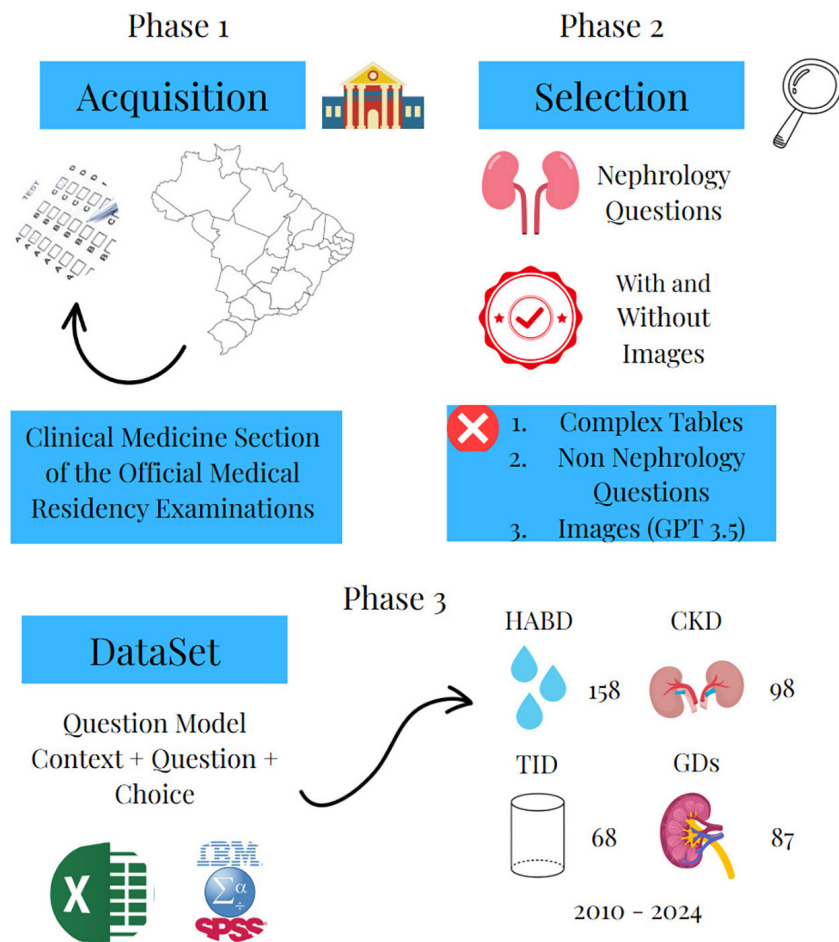 Phase 1
Acquisition
TEST
Clinical Medicine Section
of the Official Medical
Residency Examinations
Phase 2
Selection
Nephrology
Questions
With and
Without
Images
1. Complex Tables
2. Non Nephrology
Questions
3. Images (GPT 3.5)
Phase 3
DataSet
Question Model
Context + Question +
Choice
X
IBM
Σ α
÷
SPSS
HABD
158
CKD
98
TID
68
GDs
87
2010 - 2024